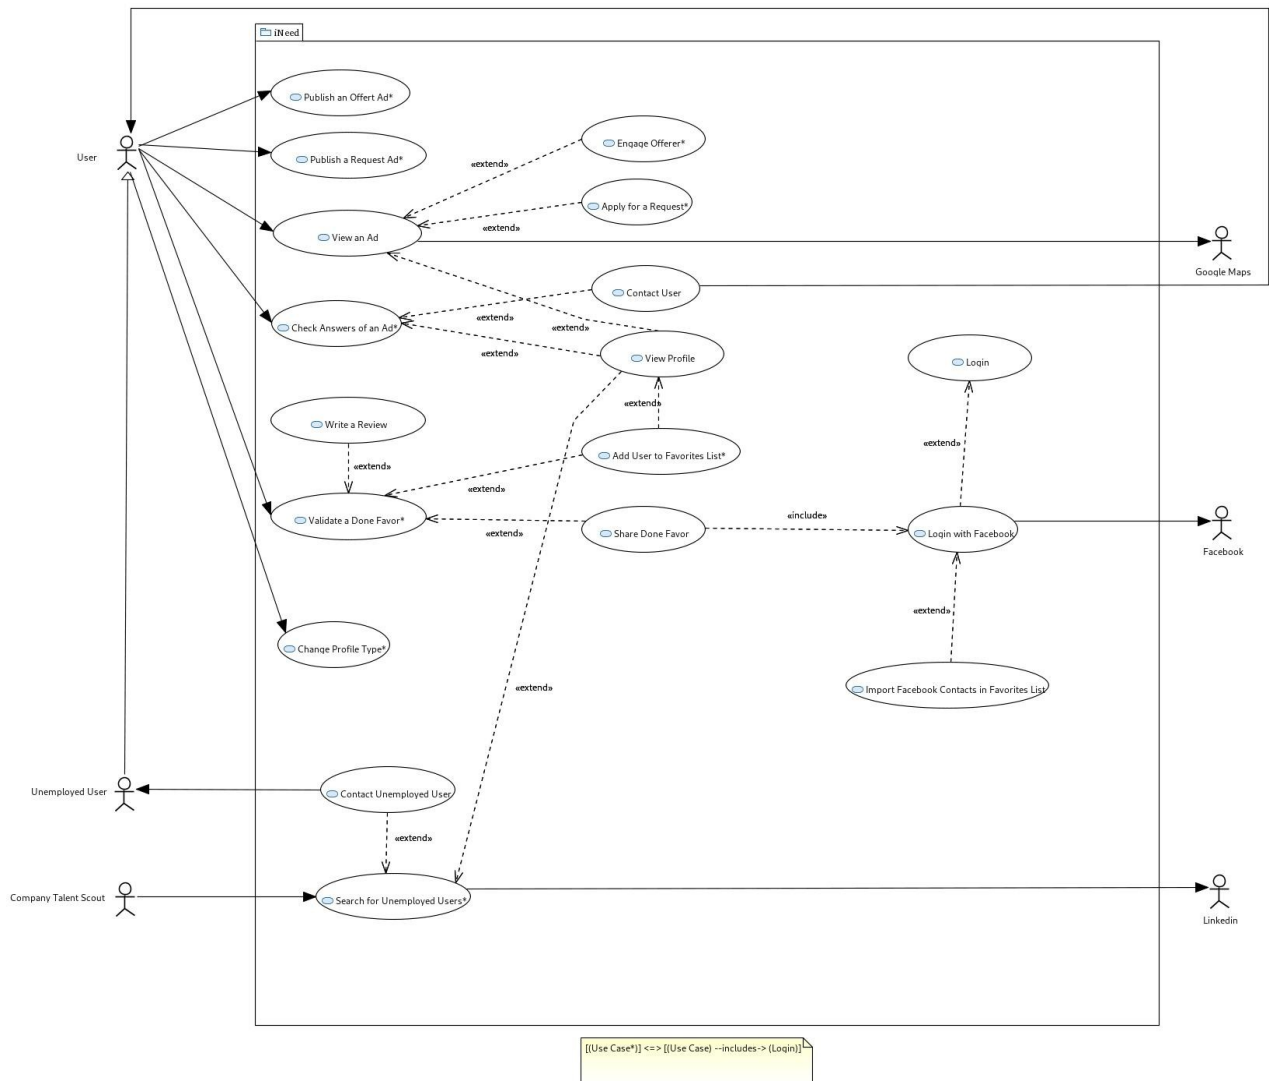 iNeed
Publish an Offert Ad*
Engage Offerer*
User
Publish a Request Ad*
«extend»
Apply for a Request*
«extend»
View an Ad
Google Maps
Contact User
«extend»
«extend»
Check Answers of an Ad*
«extend»
View Profile
Login
«extend»
Write a Review
«extend»
Add User to Favorites List*
«extend»
«extend»
«include»
Validate a Done Favor*
«extend»
Share Done Favor
Login with Facebook
Facebook
«extend»
Change Profile Type*
«extend»
Import Facebook Contacts in Favorites List
Unemployed User
Contact Unemployed User
«extend»
Company Talent Scout
Search for Unemployed Users*
Linkedin
[(Use Case*)] <=> [(Use Case) --includes-> (Login)]